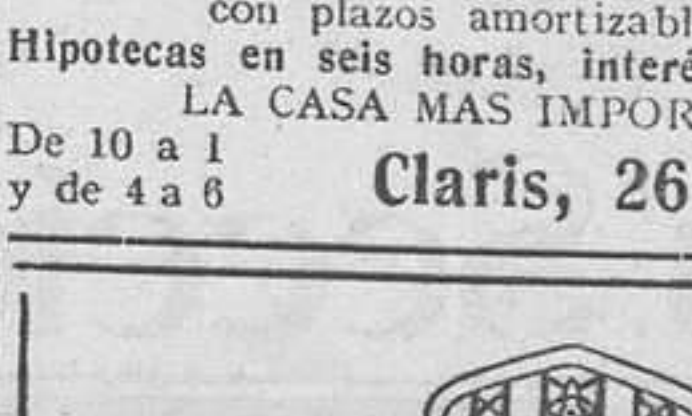 con plazos amortizabl
Hipotecas en seis horas, interé
LA CASA MAS IMPOR
De 10 a 1
y de 4 a 6
Claris, 26